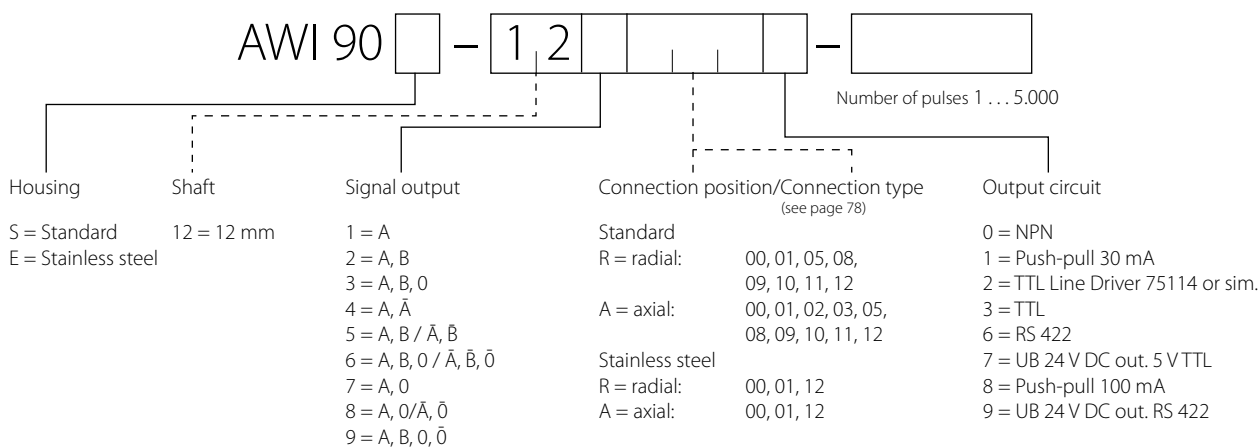 AWI 90 – 1 2 –
Number of pulses 1 . . . 5.000
Housing
S = Standard
E = Stainless steel
Shaft
12 = 12 mm
Signal output
1 = A
2 = A, B
3 = A, B, 0
4 = A, Ā
5 = A, B / Ā, B̄
6 = A, B, 0 / Ā, B̄, 0̄
7 = A, 0
8 = A, 0/Ā, 0̄
9 = A, B, 0, 0̄
Connection position/Connection type
(see page 78)
Standard
R = radial: 00, 01, 05, 08,
09, 10, 11, 12
A = axial: 00, 01, 02, 03, 05,
08, 09, 10, 11, 12
Stainless steel
R = radial: 00, 01, 12
A = axial: 00, 01, 12
Output circuit
0 = NPN
1 = Push-pull 30 mA
2 = TTL Line Driver 75114 or sim.
3 = TTL
6 = RS 422
7 = UB 24 V DC out. 5 V TTL
8 = Push-pull 100 mA
9 = UB 24 V DC out. RS 422